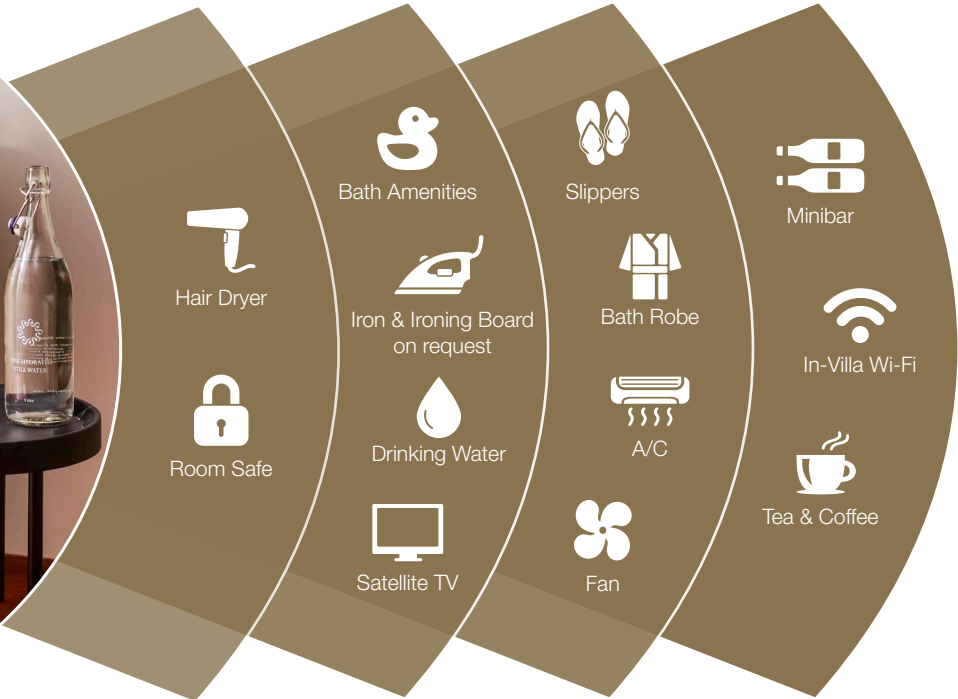 STILL WATER
Hair Dryer
Room Safe
Bath Amenities
Iron & Ironing Board
on request
Drinking Water
Satellite TV
Slippers
Bath Robe
A/C
Fan
Minibar
In-Villa Wi-Fi
Tea & Coffee